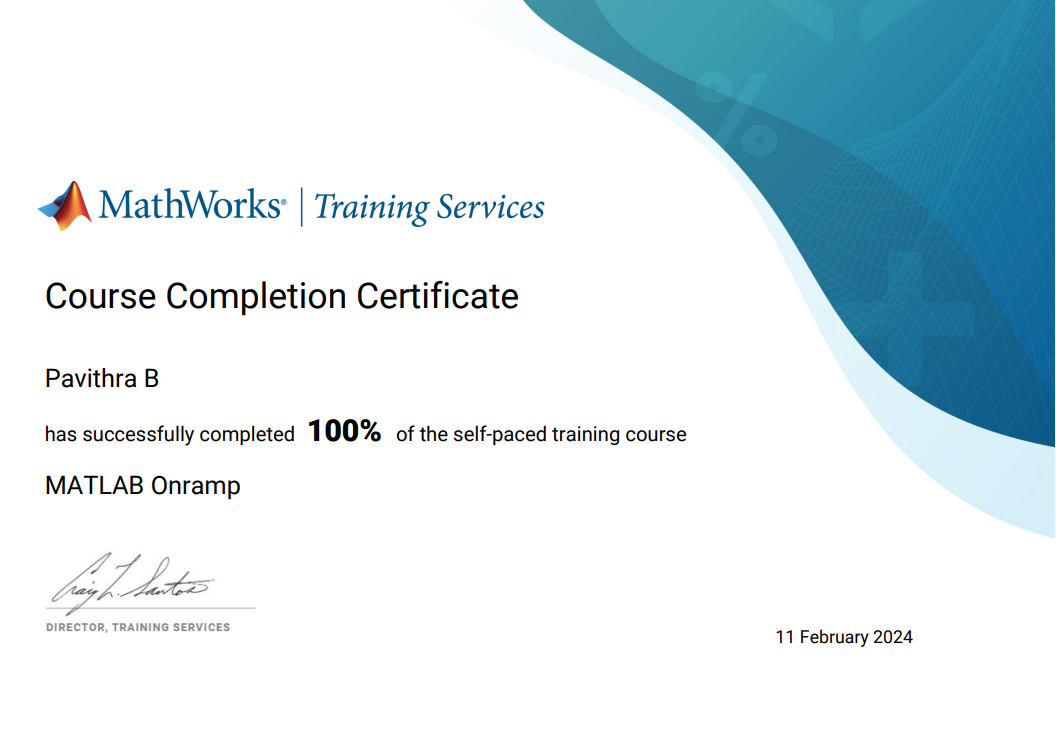 MathWorks® | Training Services
Course Completion Certificate
Pavithra B
has successfully completed 100% of the self-paced training course
MATLAB Onramp
Craig L. Santos
DIRECTOR, TRAINING SERVICES
11 February 2024
%